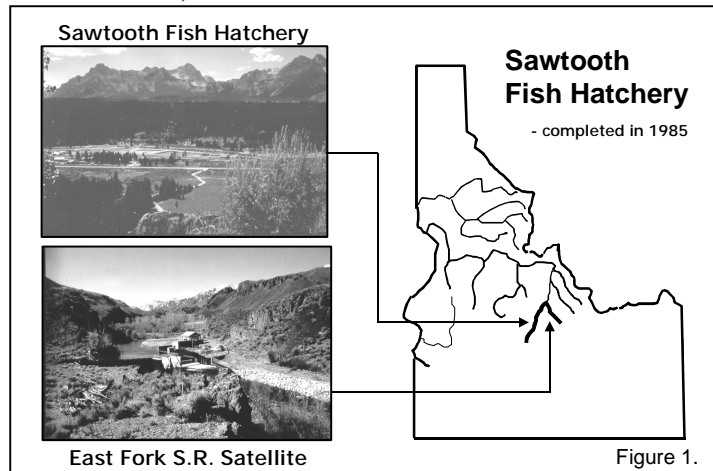 Sawtooth Fish Hatchery
Sawtooth
Fish Hatchery
- completed in 1985
East Fork S.R. Satellite
Figure 1.